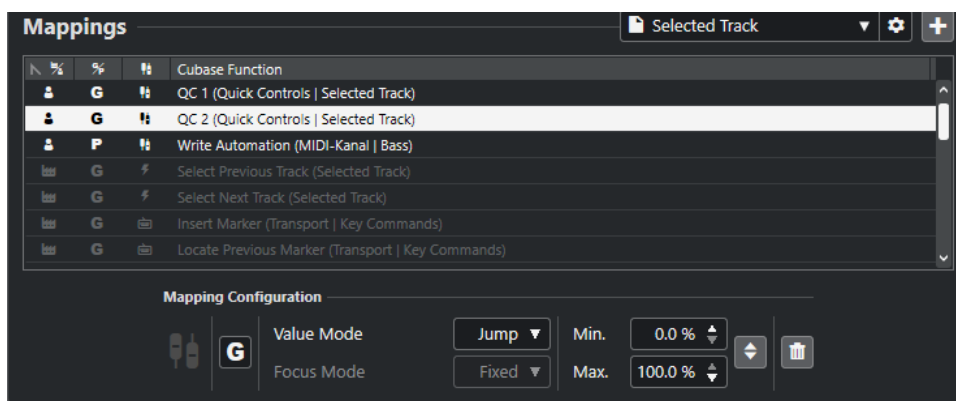 Mappings
Selected Track
Cubase Function
G QC 1 (Quick Controls | Selected Track)
G QC 2 (Quick Controls | Selected Track)
P Write Automation (MIDI-Kanal | Bass)
G Select Previous Track (Selected Track)
G Select Next Track (Selected Track)
G Insert Marker (Transport | Key Commands)
G Locate Previous Marker (Transport | Key Commands)
Mapping Configuration
G Value Mode Jump Min. 0.0 %
Focus Mode Fixed Max. 100.0 %